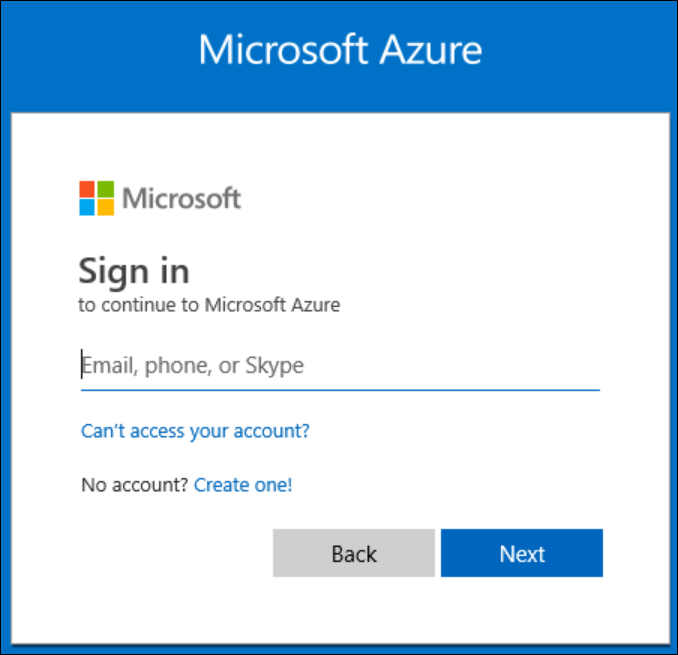 Microsoft Azure
Microsoft
Sign in
to continue to Microsoft Azure
Email, phone, or Skype
Can't access your account?
No account? Create one!
Back Next